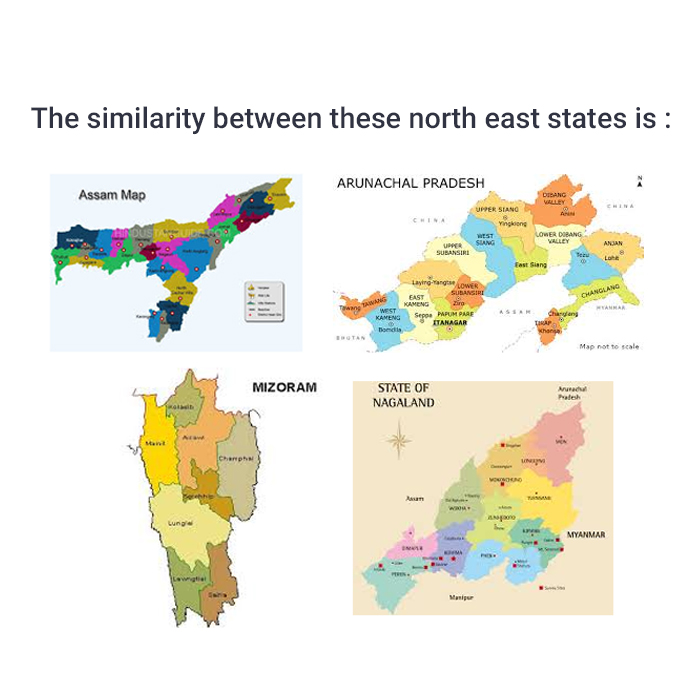 The similarity between these north east states is :
Assam Map
ARUNACHAL PRADESH
N
DIBANG
VALLEY
Anini
CHINA
UPPER SIANG
Yingkiong
CHINA
WEST
SIANG
LOWER DIBANG
VALLEY
ANJAN
Tezu
Lohit
UPPER
SUBANSIRI
East Siang
Laying-Yangtse
LOWER
SUBANSIRI
Ziro
CHANGLANG
Tawang
TAWANG
EAST
KAMENG
Seppa
WEST
KAMENG
Bomdila
PAPUM PARE
ITANAGAR
ASSAM
MYANMAR
Changlang
TIRAP
Khonsa
BHUTAN
Map not to scale
MIZORAM
Kolasib
Mamit
Aizawl
Champhai
Serchhip
Lunglei
Lawngtlai
Saiha
STATE OF
NAGALAND
Arunachal
Pradesh
MON
LONGLENG
MOKOKCHUNG
TUENSANG
Assam
WOKHA
ZUNHEBOTO
KIPHIRE
MYANMAR
DIMAPUR
KOHIMA
PHEK
PEREN
Manipur